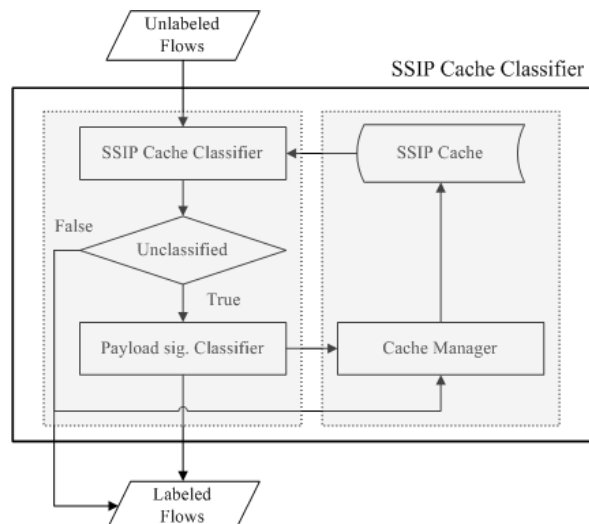 Unlabeled
Flows
SSIP Cache Classifier
SSIP Cache Classifier
SSIP Cache
False
Unclassified
True
Payload sig. Classifier
Cache Manager
Labeled
Flows